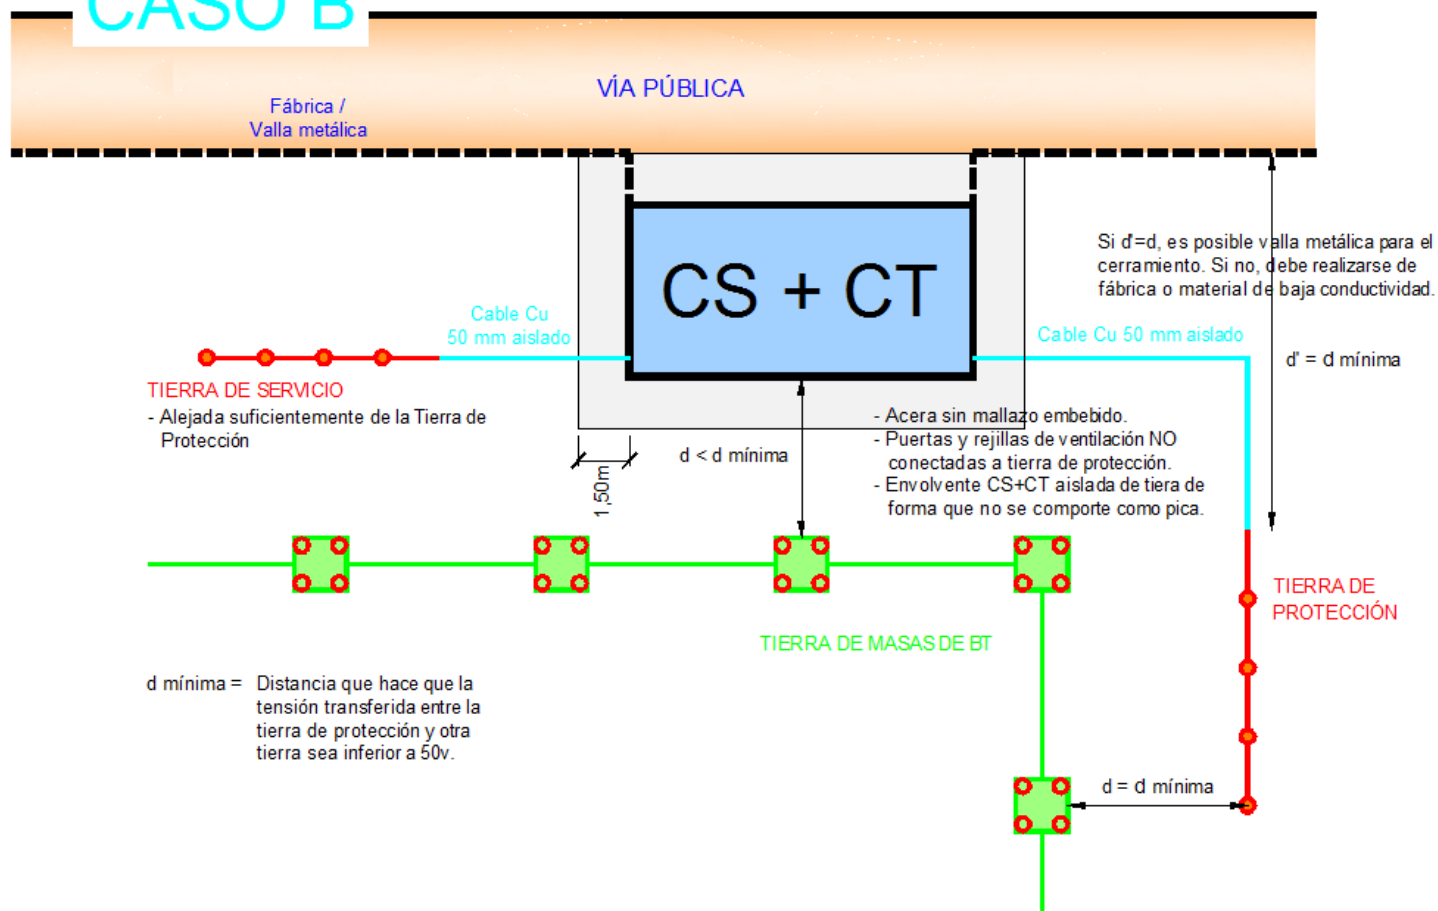 CASO B
VÍA PÚBLICA
Fábrica /
Valla metálica
CS + CT
Si d'=d, es posible valla metálica para el
cerramiento. Si no, debe realizarse de
fábrica o material de baja conductividad.
Cable Cu
50 mm aislado
Cable Cu 50 mm aislado
d' = d mínima
TIERRA DE SERVICIO
- Alejada suficientemente de la Tierra de
Protección
1,50m
d < d mínima
- Acera sin mallazo embebido.
- Puertas y rejillas de ventilación NO
conectadas a tierra de protección.
- Envolvente CS+CT aislada de tiera de
forma que no se comporte como pica.
TIERRA DE
PROTECCIÓN
TIERRA DE MASAS DE BT
d mínima = Distancia que hace que la
tensión transferida entre la
tierra de protección y otra
tierra sea inferior a 50v.
d = d mínima